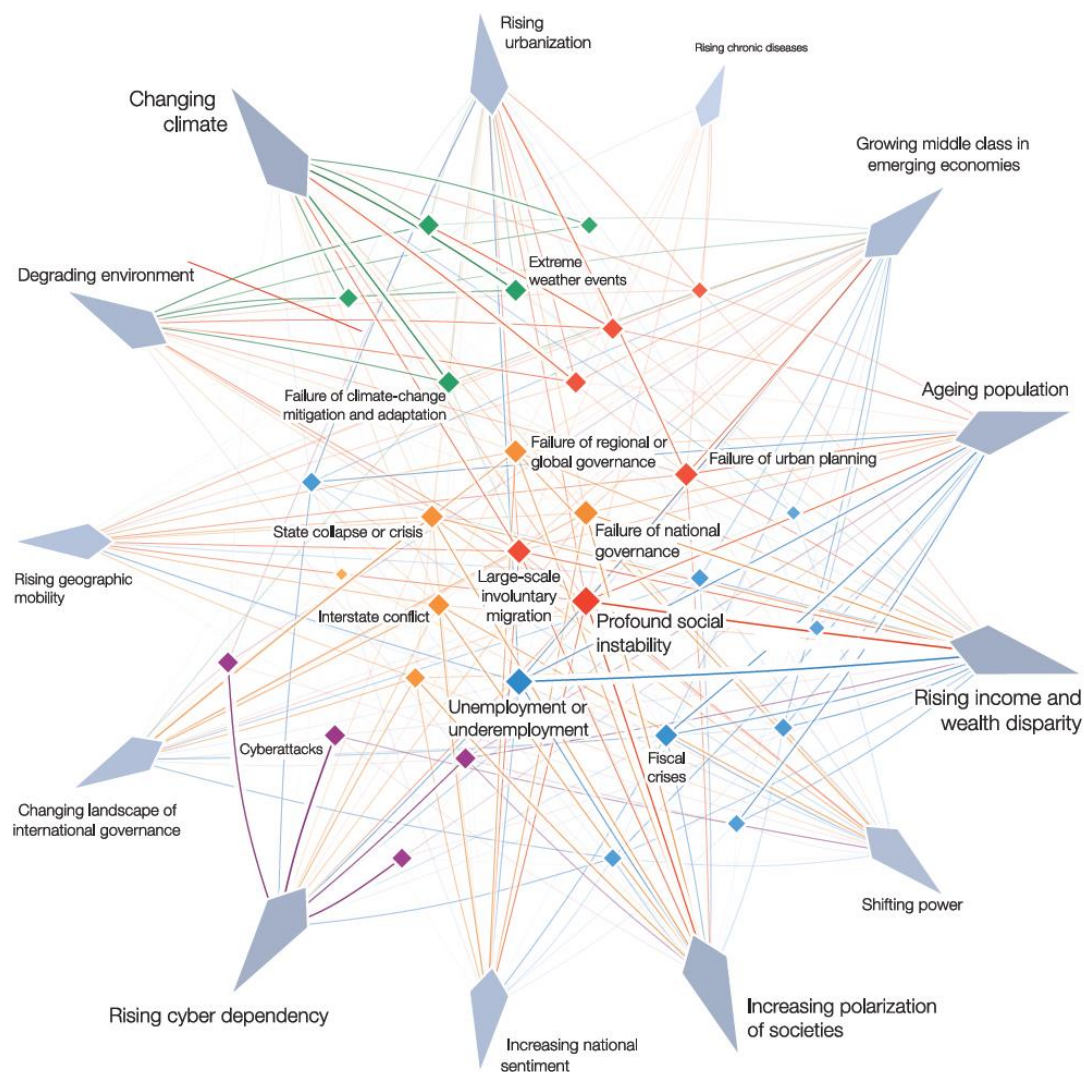 Rising
urbanization
Rising chronic diseases
Changing
climate
Growing middle class in
emerging economies
Degrading environment
Extreme
weather events
Failure of climate-change
mitigation and adaptation
Ageing population
Failure of regional or
global governance
Failure of urban planning
State collapse or crisis
Failure of national
governance
Rising geographic
mobility
Large-scale
involuntary
migration
Interstate conflict
Profound social
instability
Unemployment or
underemployment
Rising income and
wealth disparity
Cyberattacks
Fiscal
crises
Changing landscape of
international governance
Shifting power
Rising cyber dependency
Increasing polarization
of societies
Increasing national
sentiment